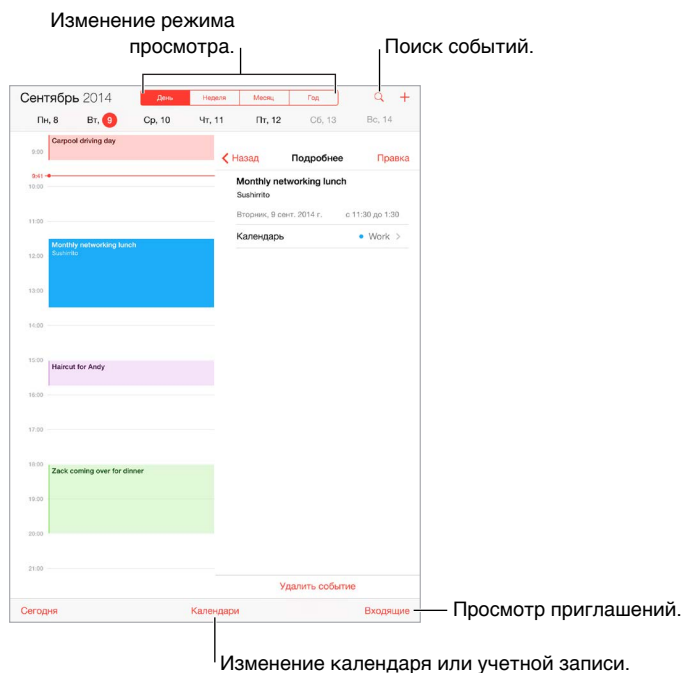 Изменение режима
просмотра.
Поиск событий.
Сентябрь 2014
День Неделя Месяц Год
Пн, 8 Вт, 9 Ср, 10 Чт, 11 Пт, 12 Сб, 13 Вс, 14
9:00 Carpool driving day
9:41
10:00
11:00
12:00 Monthly networking lunch
Sushirrito
13:00
14:00
15:00
Haircut for Andy
16:00
17:00
18:00
Zack coming over for dinner
19:00
20:00
21:00
Назад Подробнее Правка
Monthly networking lunch
Sushirrito
Вторник, 9 сент. 2014 г. с 11:30 до 1:30
Календарь Work
Удалить событие
Сегодня Календари Входящие
Просмотр приглашений.
Изменение календаря или учетной записи.